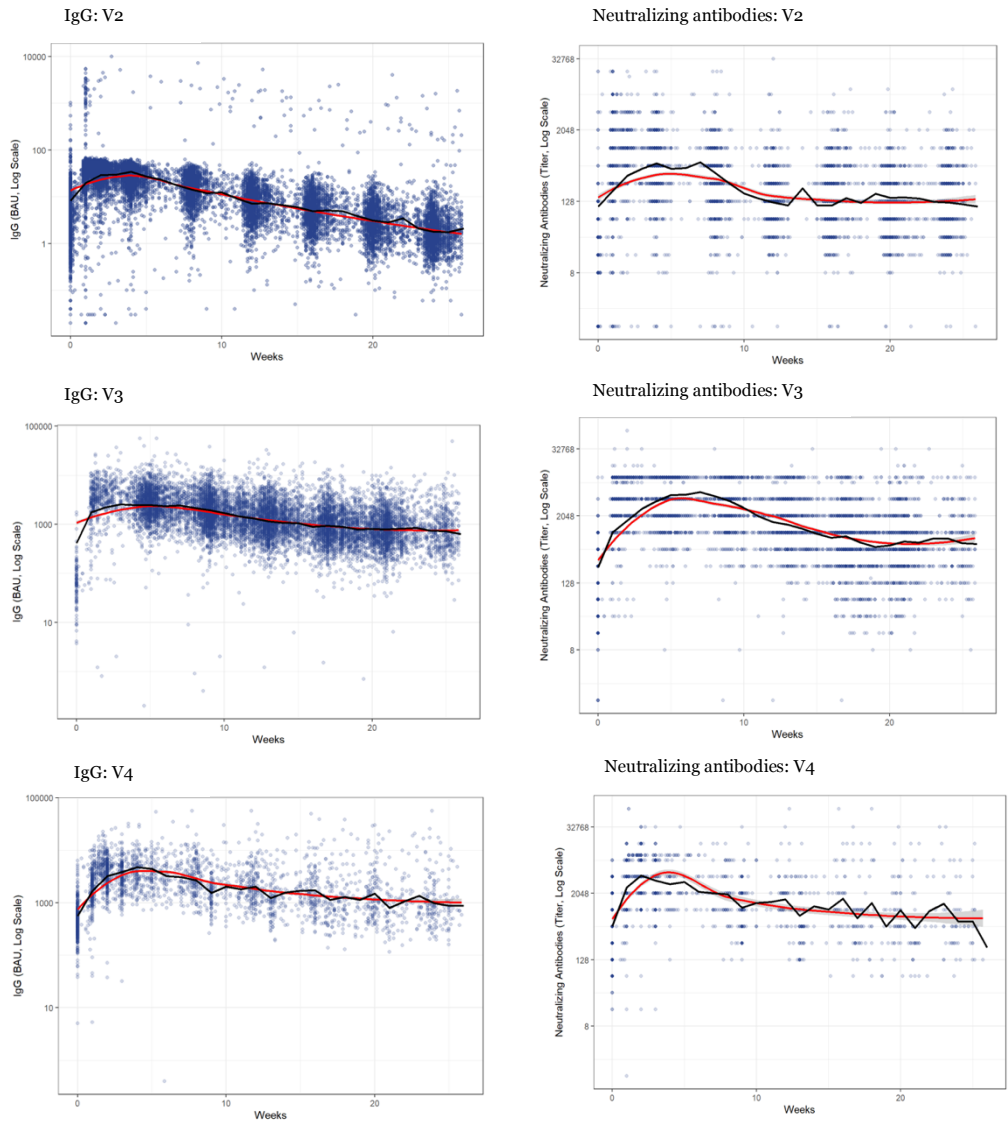 IgG: V2
IgG (BAU, Log Scale)
10000
100
1
0
10
20
Weeks
Neutralizing antibodies: V2
Neutralizing Antibodies (Titer, Log Scale)
32768
2048
128
8
0
10
20
Weeks
IgG: V3
IgG (BAU, Log Scale)
100000
1000
10
0
10
20
Weeks
Neutralizing antibodies: V3
Neutralizing Antibodies (Titer, Log Scale)
32768
2048
128
8
0
10
20
Weeks
IgG: V4
IgG (BAU, Log Scale)
100000
1000
10
0
10
20
Weeks
Neutralizing antibodies: V4
Neutralizing Antibodies (Titer, Log Scale)
32768
2048
128
8
0
10
20
Weeks